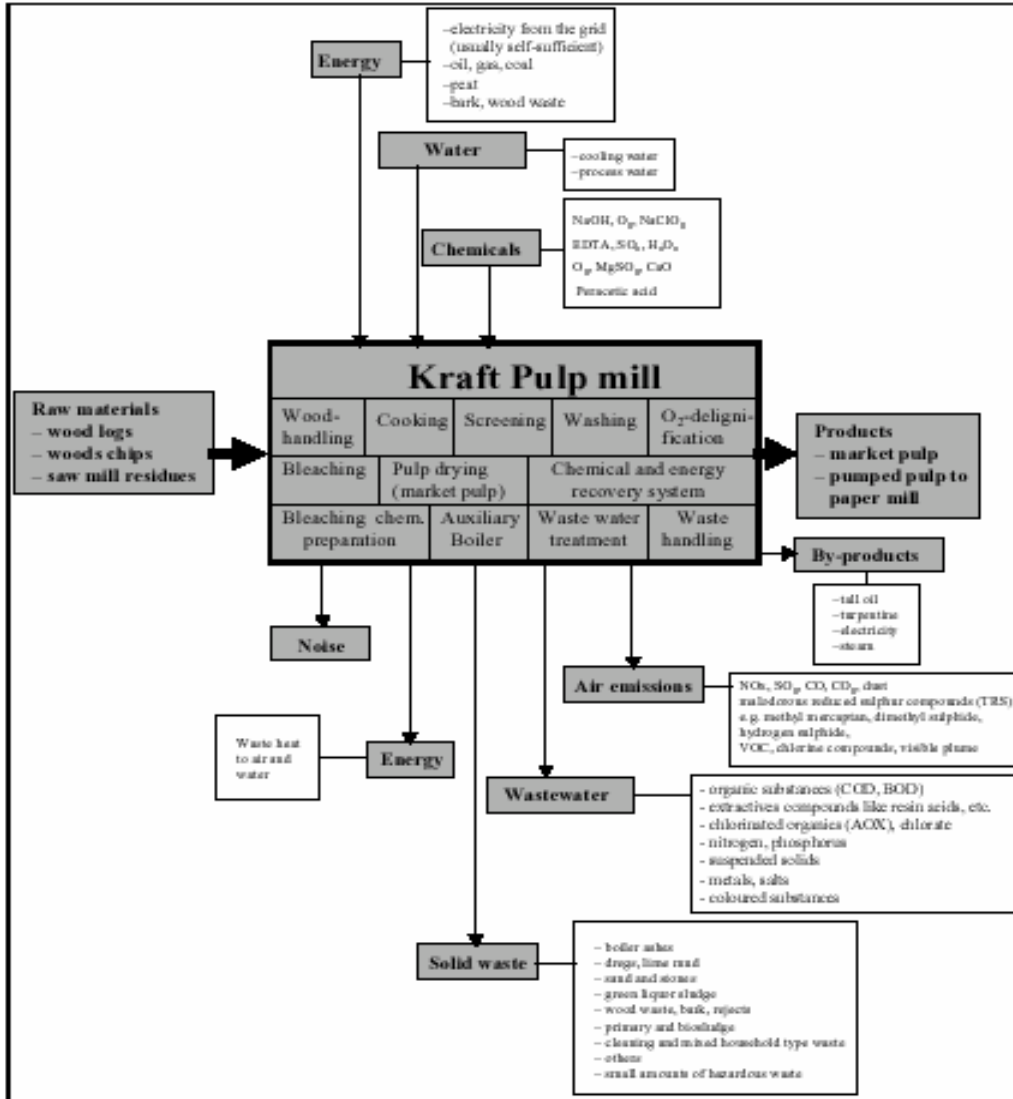 Energy
–electricity from the grid
(usually self-sufficient)
–oil, gas, coal
–peat
–bark, wood waste
Water
–cooling water
–process water
Chemicals
NaOH, O
EDTA, SO
MgSO
CaO
Peracetic acid
Kraft Pulp mill
Wood-
handling
Cooking
Screening
Washing
O₂-deligni-
fication
Bleaching
Pulp drying
(market pulp)
Chemical and energy
recovery system
Bleaching chem.
preparation
Auxiliary
Boiler
Waste water
treatment
Waste
handling
Raw materials
– wood logs
– woods chips
– saw mill residues
Products
– market pulp
– pumped pulp to
paper mill
By-products
–tall oil
–turpentine
–electricity
–steam
Noise
Air emissions
NOx, CO, dust
malodorous reduced sulphur compounds (TRS)
e.g. methyl mercaptan, dimethyl sulphide,
hydrogen sulphide,
VOC, chlorine compounds, visible plume
Waste heat
to air and
water
Energy
Wastewater
- organic substances (COD, BOD)
- extractives compounds like resin acids, etc.
- chlorinated organics (AOX), chlorate
- nitrogen, phosphorus
- suspended solids
- metals, salts
- coloured substances
Solid waste
– boiler ashes
– dregs, lime mud
– sand and stones
– green liquor sludge
– wood waste, bark, rejects
– primary and biosludge
– cleaning and mixed household type waste
– others
– small amounts of hazardous waste